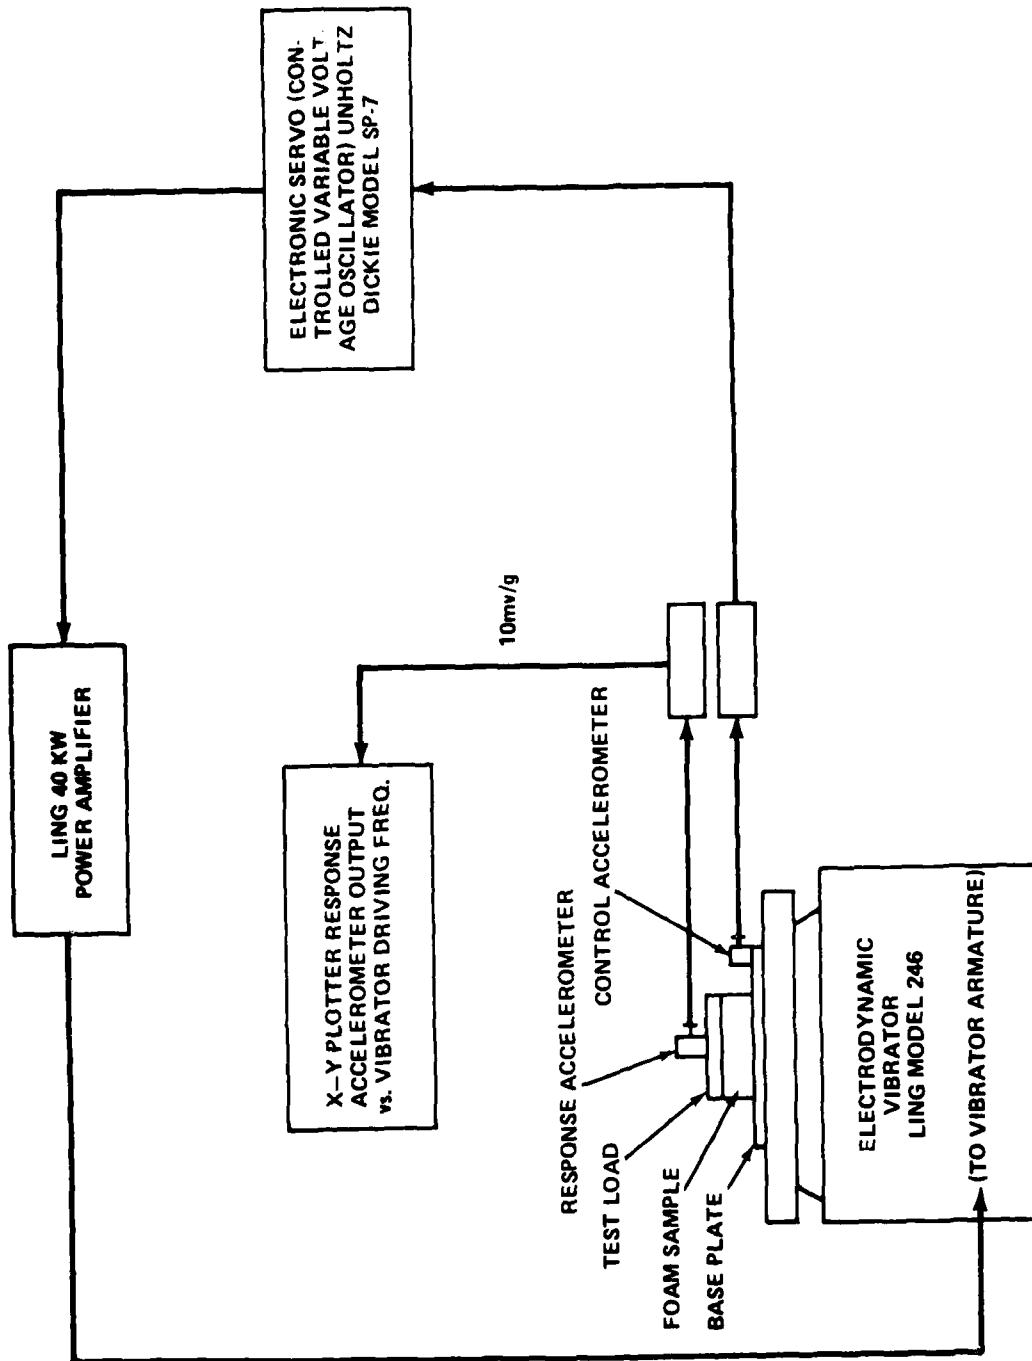 LING 40 KW
POWER AMPLIFIER
ELECTRONIC SERVO (CON-
TROLLED VARIABLE VOLT.
AGE OSCILLATOR) UNHOLTZ
DICKIE MODEL SP-7
X–Y PLOTTER RESPONSE
ACCELEROMETER OUTPUT
vs. VIBRATOR DRIVING FREQ.
10mv/g
RESPONSE ACCELEROMETER
CONTROL ACCELEROMETER
TEST LOAD
FOAM SAMPLE
BASE PLATE
ELECTRODYNAMIC
VIBRATOR
LING MODEL 246
(TO VIBRATOR ARMATURE)